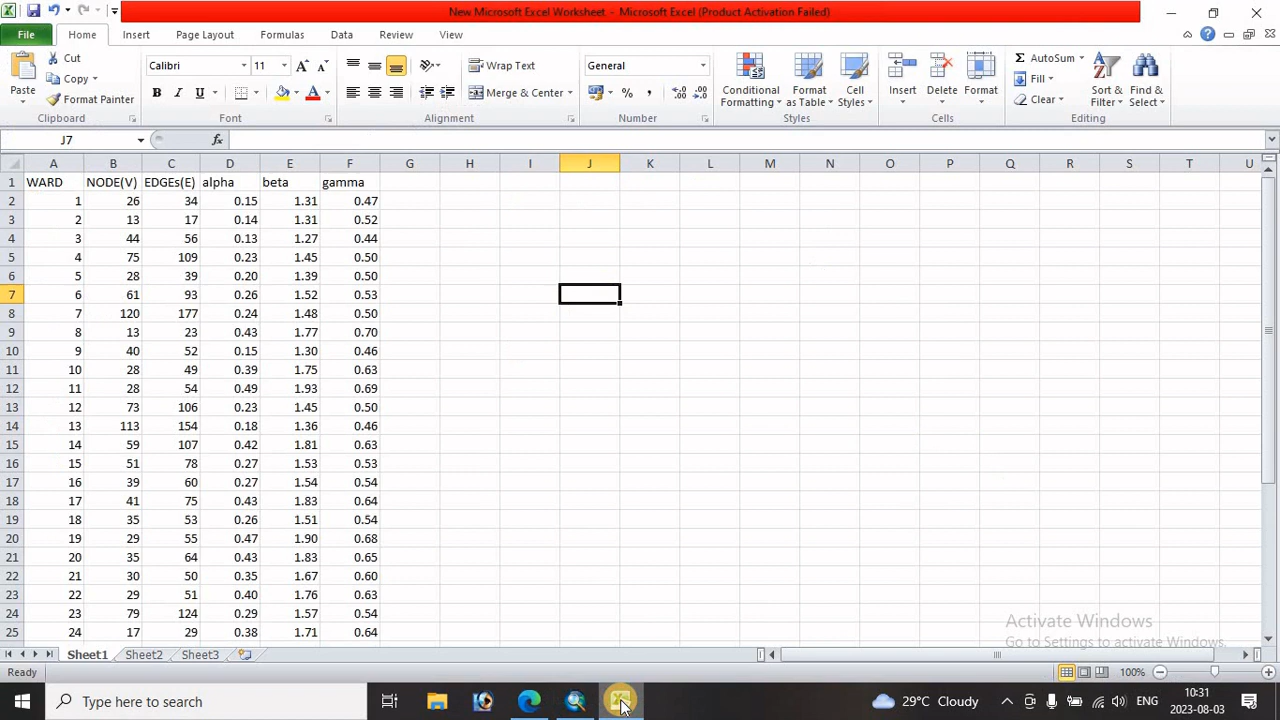 New Microsoft Excel Worksheet - Microsoft Excel (Product Activation Failed)
File Home Insert Page Layout Formulas Data Review View
Paste
Cut
Copy
Format Painter
Clipboard
Calibri 11
B I U
Font
Wrap Text
Merge & Center
Alignment
General
%
Number
Conditional Formatting
Format as Table
Cell Styles
Styles
Insert
Delete
Format
Cells
AutoSum
Fill
Clear
Sort & Filter
Find & Select
Editing
J7 fx
A B C D E F G H I J K L M N O P Q R S T U
1 WARD NODE(V) EDGEs(E) alpha beta gamma
2 1 26 34 0.15 1.31 0.47
3 2 13 17 0.14 1.31 0.52
4 3 44 56 0.13 1.27 0.44
5 4 75 109 0.23 1.45 0.50
6 5 28 39 0.20 1.39 0.50
7 6 61 93 0.26 1.52 0.53
8 7 120 177 0.24 1.48 0.50
9 8 13 23 0.43 1.77 0.70
10 9 40 52 0.15 1.30 0.46
11 10 28 49 0.39 1.75 0.63
12 11 28 54 0.49 1.93 0.69
13 12 73 106 0.23 1.45 0.50
14 13 113 154 0.18 1.36 0.46
15 14 59 107 0.42 1.81 0.63
16 15 51 78 0.27 1.53 0.53
17 16 39 60 0.27 1.54 0.54
18 17 41 75 0.43 1.83 0.64
19 18 35 53 0.26 1.51 0.54
20 19 29 55 0.47 1.90 0.68
21 20 35 64 0.43 1.83 0.65
22 21 30 50 0.35 1.67 0.60
23 22 29 51 0.40 1.76 0.63
24 23 79 124 0.29 1.57 0.54
25 24 17 29 0.38 1.71 0.64
Activate Windows
Go to Settings to activate Windows.
Sheet1 Sheet2 Sheet3
Ready 100%
Type here to search
29°C Cloudy
ENG
10:31
2023-08-03